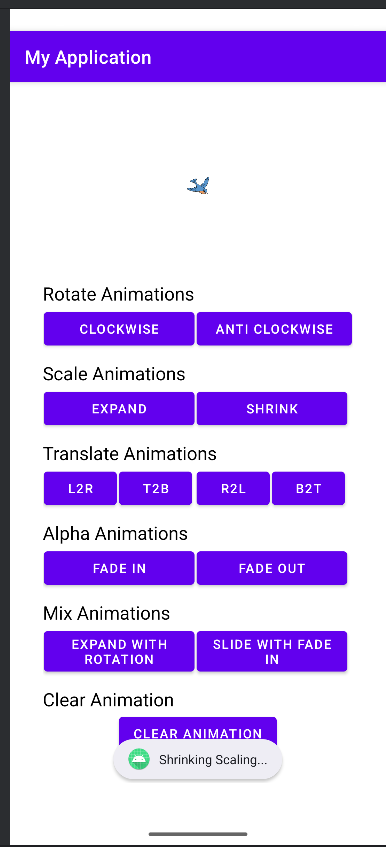 My Application
Rotate Animations
CLOCKWISE ANTI CLOCKWISE
Scale Animations
EXPAND SHRINK
Translate Animations
L2R T2B R2L B2T
Alpha Animations
FADE IN FADE OUT
Mix Animations
EXPAND WITH ROTATION
SLIDE WITH FADE IN
Clear Animation
CLEAR ANIMATION
Shrinking Scaling...